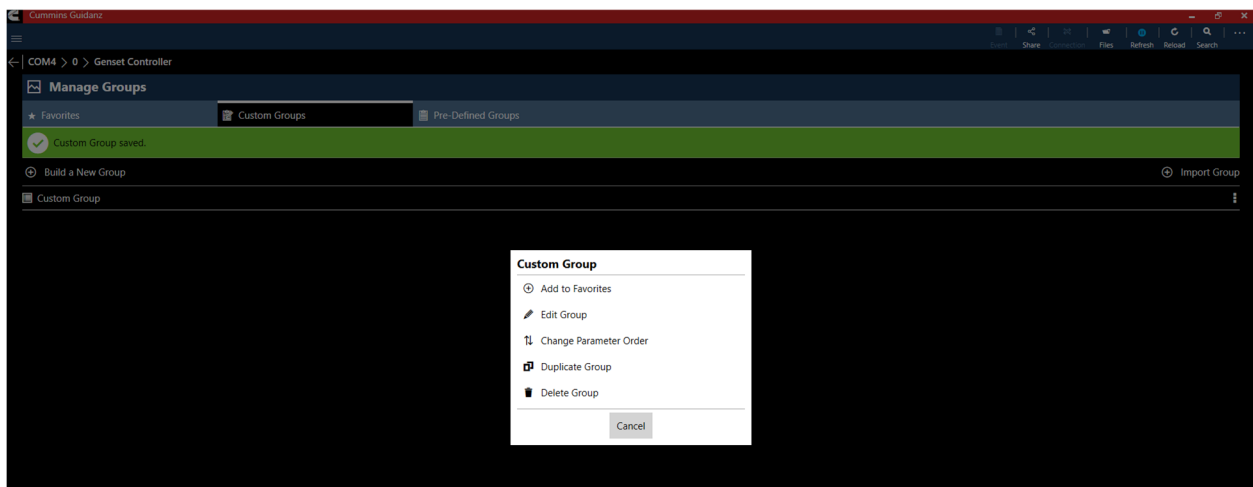 Cummins Guidanz
Event Share Connection Files Refresh Reload Search
COM4 > 0 > Genset Controller
Manage Groups
Favorites Custom Groups Pre-Defined Groups
Custom Group saved.
Build a New Group Import Group
Custom Group
Custom Group
Add to Favorites
Edit Group
Change Parameter Order
Duplicate Group
Delete Group
Cancel